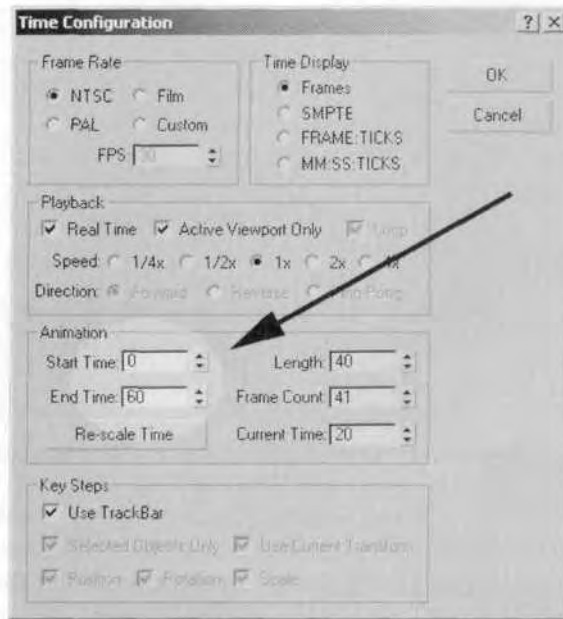 Time Configuration
Frame Rate
NTSC Film
PAL Custom
FPS: 30
Time Display
Frames
SMPTE
FRAME:TICKS
MM:SS:TICKS
OK
Cancel
Playback
Real Time Active Viewport Only Loop
Speed: 1/4x 1/2x 1x 2x 4x
Direction: Forward Reverse Ping-Pong
Animation
Start Time: 0 Length: 40
End Time: 60 Frame Count: 41
Re-scale Time Current Time: 20
Key Steps
Use TrackBar
Selected Objects Only Use Current Transform
Position Rotation Scale